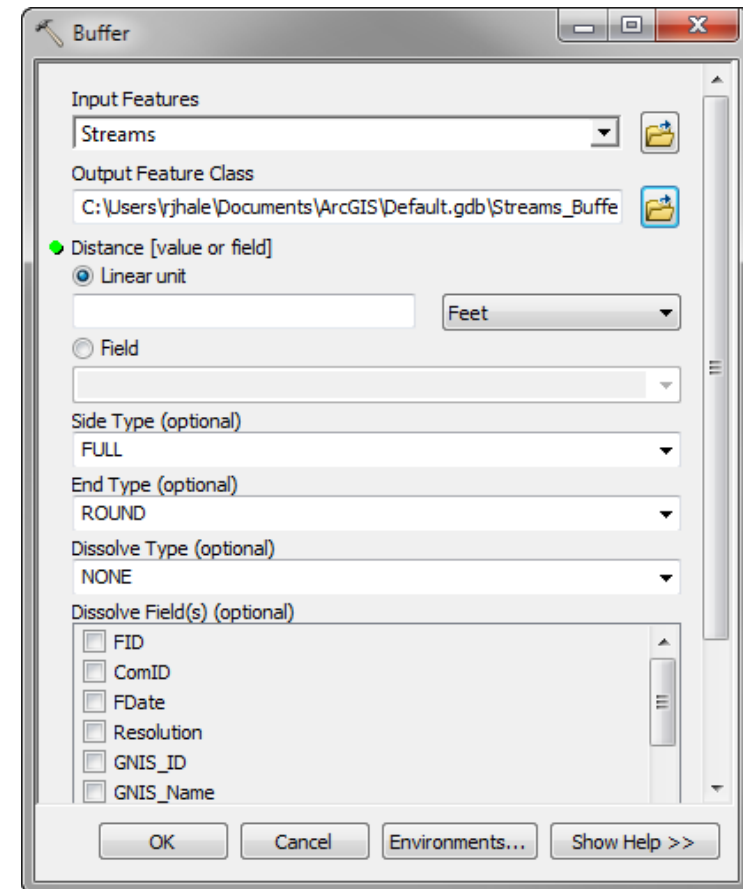 Buffer
Input Features
Streams
Output Feature Class
C:\Users\rjhale\Documents\ArcGIS\Default.gdb\Streams_Buffe
Distance [value or field]
Linear unit
Feet
Field
Side Type (optional)
FULL
End Type (optional)
ROUND
Dissolve Type (optional)
NONE
Dissolve Field(s) (optional)
FID
ComID
FDate
Resolution
GNIS_ID
GNIS_Name
OK Cancel Environments... Show Help >>